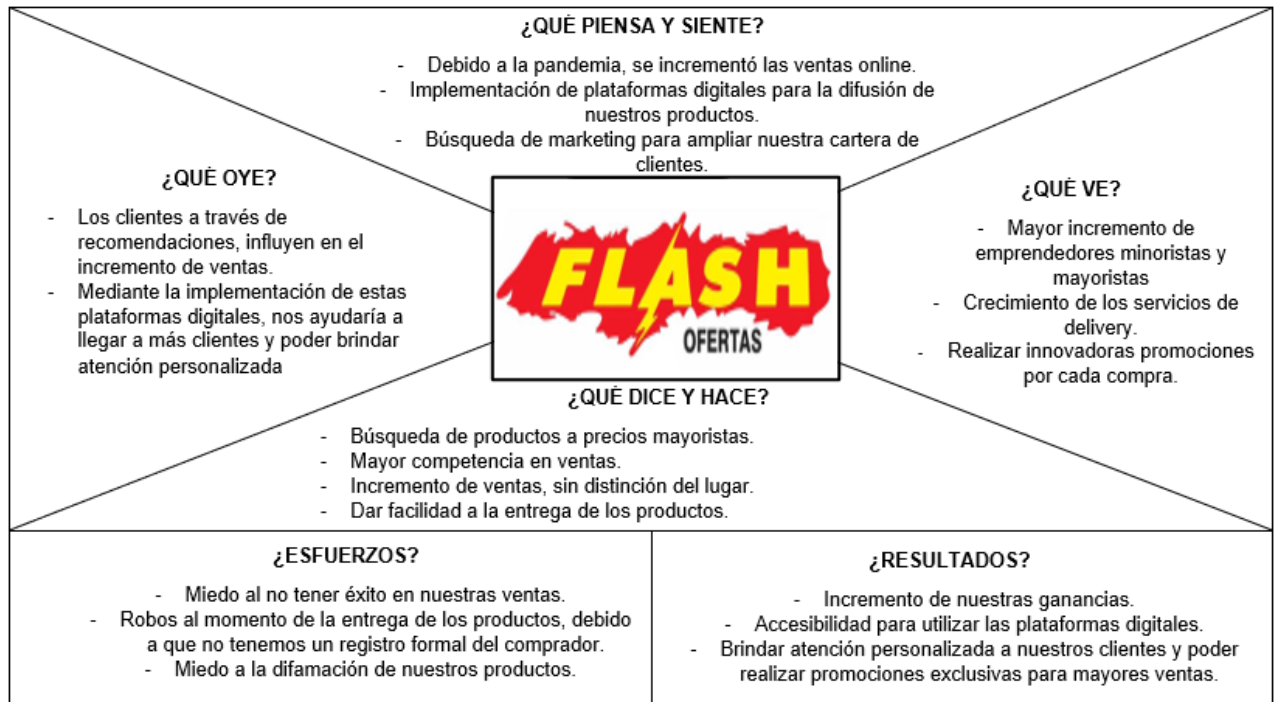 ¿QUÉ PIENSA Y SIENTE?
- Debido a la pandemia, se incrementó las ventas online.
- Implementación de plataformas digitales para la difusión de
nuestros productos.
- Búsqueda de marketing para ampliar nuestra cartera de
clientes.
¿QUÉ OYE?
- Los clientes a través de
recomendaciones, influyen en el
incremento de ventas.
- Mediante la implementación de estas
plataformas digitales, nos ayudaría a
llegar a más clientes y poder brindar
atención personalizada
FLASH
OFERTAS
¿QUÉ VE?
- Mayor incremento de
emprendedores minoristas y
mayoristas
- Crecimiento de los servicios de
delivery.
- Realizar innovadoras promociones
por cada compra.
¿QUÉ DICE Y HACE?
- Búsqueda de productos a precios mayoristas.
- Mayor competencia en ventas.
- Incremento de ventas, sin distinción del lugar.
- Dar facilidad a la entrega de los productos.
¿ESFUERZOS?
- Miedo al no tener éxito en nuestras ventas.
- Robos al momento de la entrega de los productos, debido
a que no tenemos un registro formal del comprador.
- Miedo a la difamación de nuestros productos.
¿RESULTADOS?
- Incremento de nuestras ganancias.
- Accesibilidad para utilizar las plataformas digitales.
- Brindar atención personalizada a nuestros clientes y poder
realizar promociones exclusivas para mayores ventas.